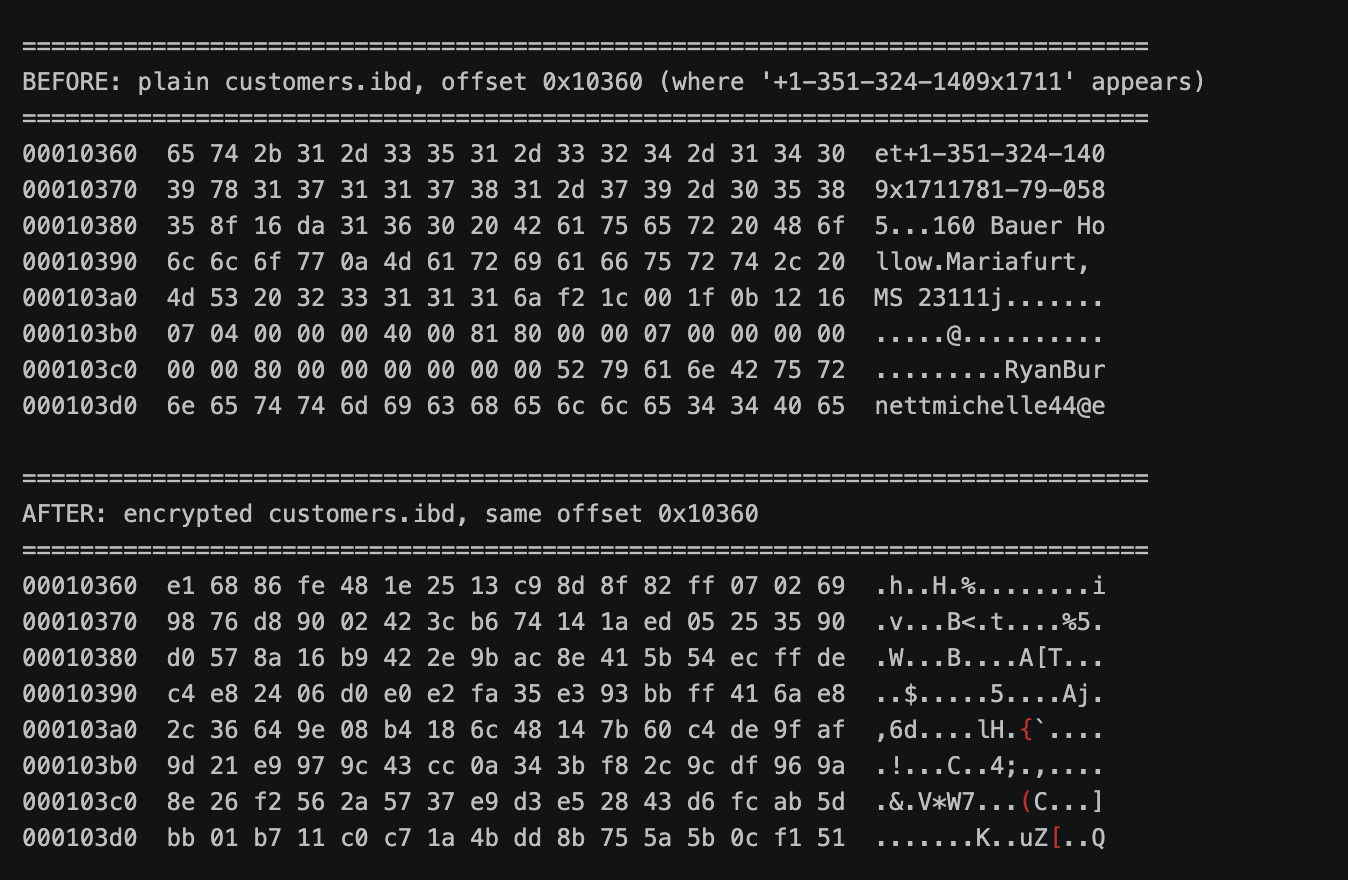 ==============================================================================
BEFORE: plain customers.ibd, offset 0x10360 (where '+1-351-324-1409x1711' appears)
==============================================================================
00010360  65 74 2b 31 2d 33 35 31 2d 33 32 34 2d 31 34 30  et+1-351-324-140
00010370  39 78 31 37 31 31 37 38 31 2d 37 39 2d 30 35 38  9x1711781-79-058
00010380  35 8f 16 da 31 36 30 20 42 61 75 65 72 20 48 6f  5...160 Bauer Ho
00010390  6c 6c 6f 77 0a 4d 61 72 69 61 66 75 72 74 2c 20  llow.Mariafurt,
000103a0  4d 53 20 32 33 31 31 31 6a f2 1c 00 1f 0b 12 16  MS 23111j.......
000103b0  07 04 00 00 00 40 00 81 80 00 00 07 00 00 00 00  .....@..........
000103c0  00 00 80 00 00 00 00 00 00 52 79 61 6e 42 75 72  .........RyanBur
000103d0  6e 65 74 74 6d 69 63 68 65 6c 6c 65 34 34 40 65  nettmichelle44@e
==============================================================================
AFTER: encrypted customers.ibd, same offset 0x10360
==============================================================================
00010360  e1 68 86 fe 48 1e 25 13 c9 8d 8f 82 ff 07 02 69  .h..H.%........i
00010370  98 76 d8 90 02 42 3c b6 74 14 1a ed 05 25 35 90  .v...B<.t....%5.
00010380  d0 57 8a 16 b9 42 2e 9b ac 8e 41 5b 54 ec ff de  .W...B....A[T...
00010390  c4 e8 24 06 d0 e0 e2 fa 35 e3 93 bb ff 41 6a e8  ..$.....5....Aj.
000103a0  2c 36 64 9e 08 b4 18 6c 48 14 7b 60 c4 de 9f af  ,6d....lH.{`....
000103b0  9d 21 e9 97 9c 43 cc 0a 34 3b f8 2c 9c df 96 9a  .!...C..4;.,....
000103c0  8e 26 f2 56 2a 57 37 e9 d3 e5 28 43 d6 fc ab 5d  .&.V*W7...(C...]
000103d0  bb 01 b7 11 c0 c7 1a 4b dd 8b 75 5a 5b 0c f1 51  .......K..uZ[..Q